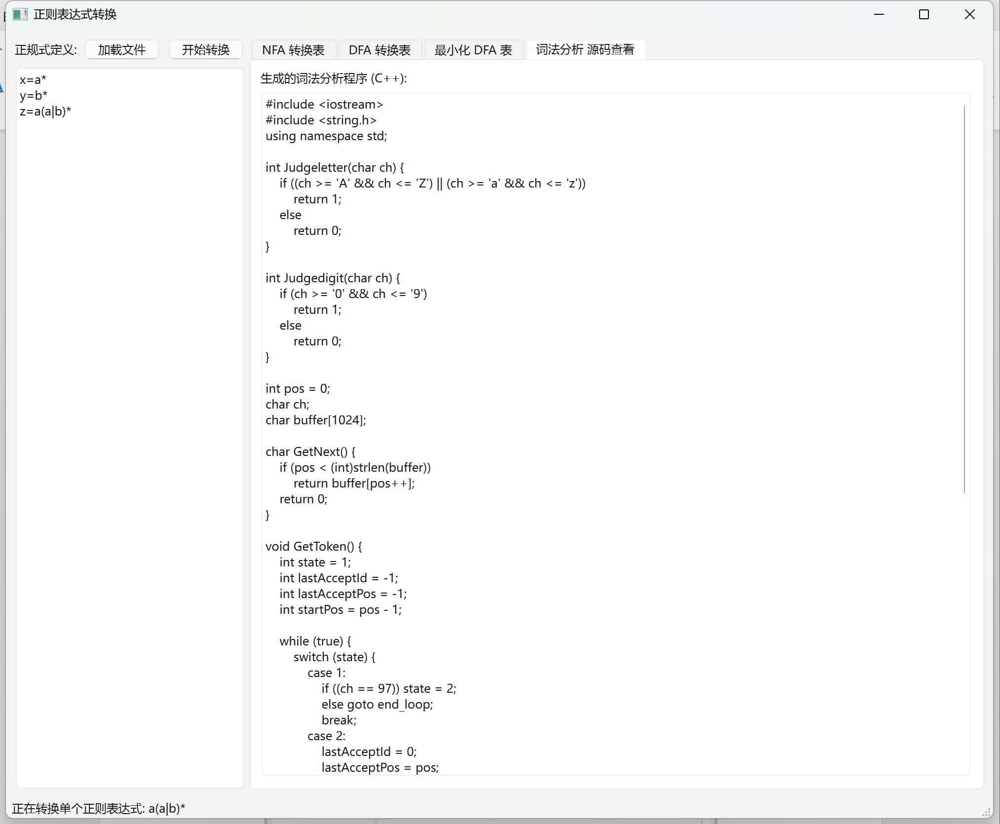 正则表达式转换
正规式定义: 加载文件 开始转换
x=a*
y=b*
z=a(a|b)*
NFA 转换表 DFA 转换表 最小化 DFA 表 词法分析 源码查看
生成的词法分析程序 (C++):
#include <iostream>
#include <string.h>
using namespace std;
int Judgeletter(char ch) {
if ((ch >= 'A' && ch <= 'Z') || (ch >= 'a' && ch <= 'z'))
return 1;
else
return 0;
}
int Judgedigit(char ch) {
if (ch >= '0' && ch <= '9')
return 1;
else
return 0;
}
int pos = 0;
char ch;
char buffer[1024];
char GetNext() {
if (pos < (int)strlen(buffer))
return buffer[pos++];
return 0;
}
void GetToken() {
int state = 1;
int lastAcceptId = -1;
int lastAcceptPos = -1;
int startPos = pos - 1;
while (true) {
switch (state) {
case 1:
if ((ch == 97)) state = 2;
else goto end_loop;
break;
case 2:
lastAcceptId = 0;
lastAcceptPos = pos;
正在转换单个正则表达式: a(a|b)*